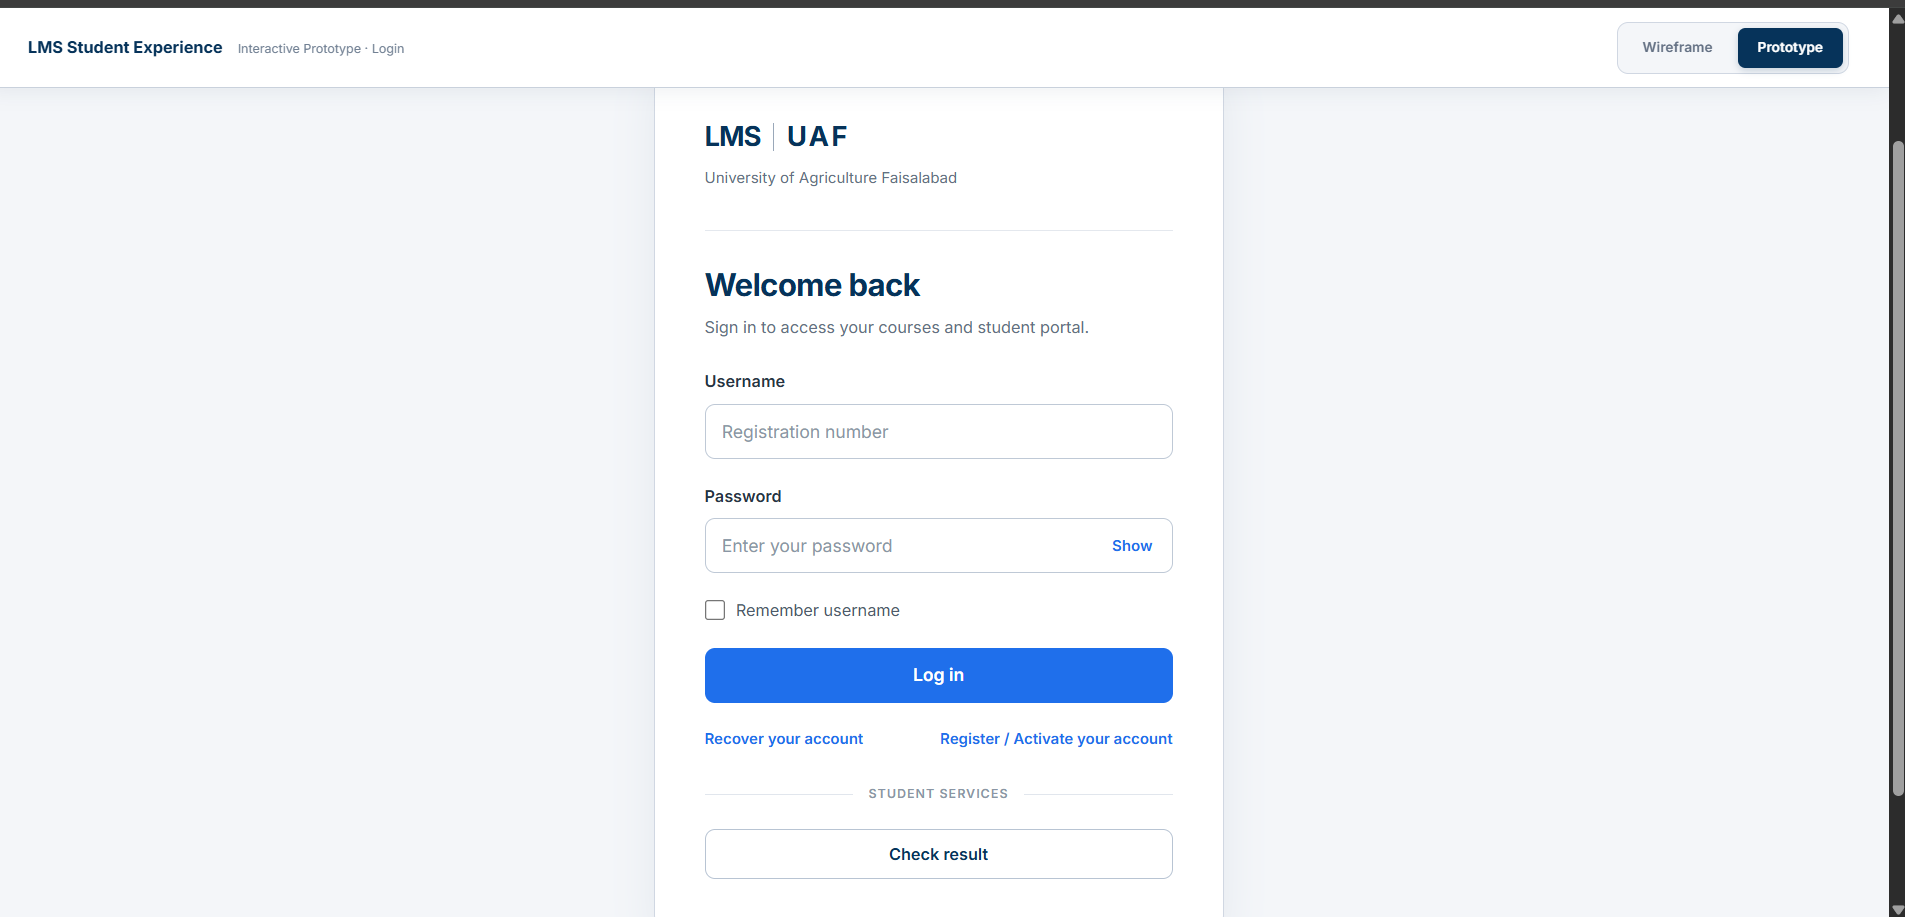 LMS Student Experience Interactive Prototype · Login Wireframe Prototype
LMS | UAF
University of Agriculture Faisalabad
Welcome back
Sign in to access your courses and student portal.
Username
Registration number
Password
Enter your password Show
Remember username
Log in
Recover your account Register / Activate your account
STUDENT SERVICES
Check result